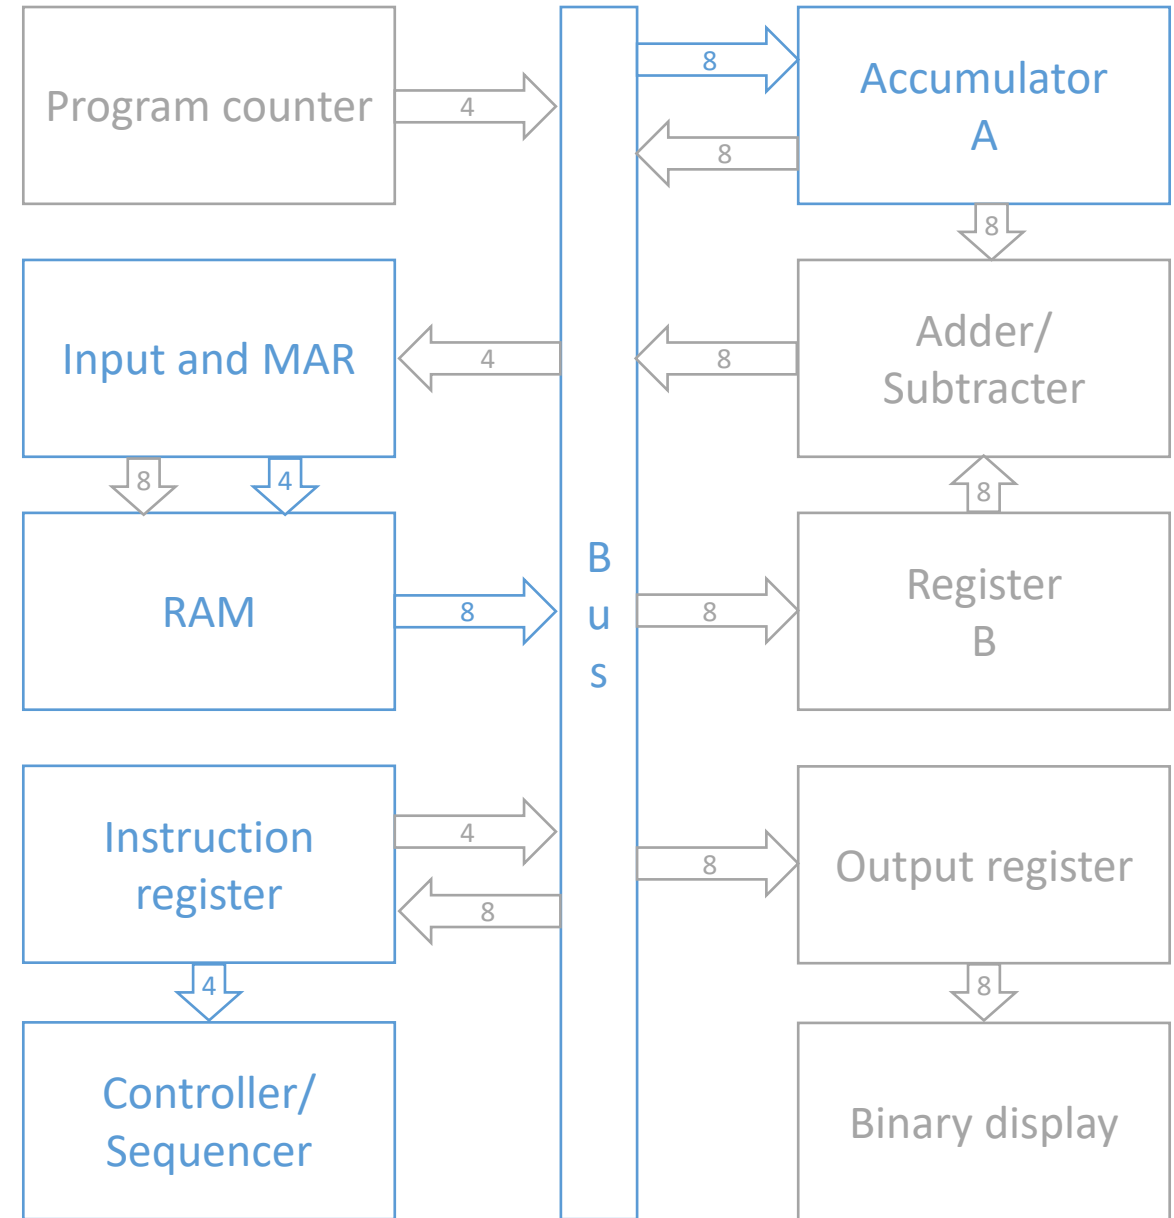 Program counter
4
8
Accumulator
A
8
8
Input and MAR
4
8
Adder/
Subtracter
8
4
8
RAM
8
B
u
s
8
Register
B
Instruction
register
4
8
8
Output register
4
8
Controller/
Sequencer
Binary display